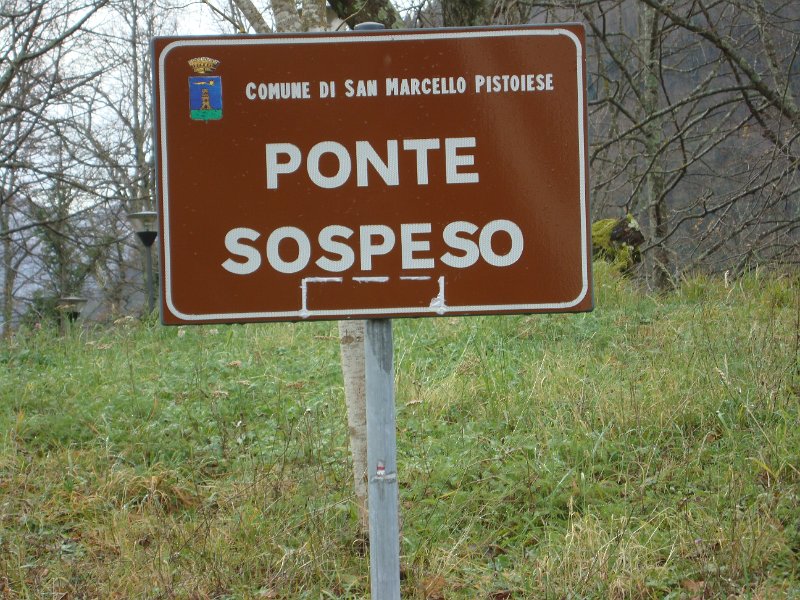 COMUNE DI SAN MARCELLO PISTOIESE
PONTE
SOSPESO